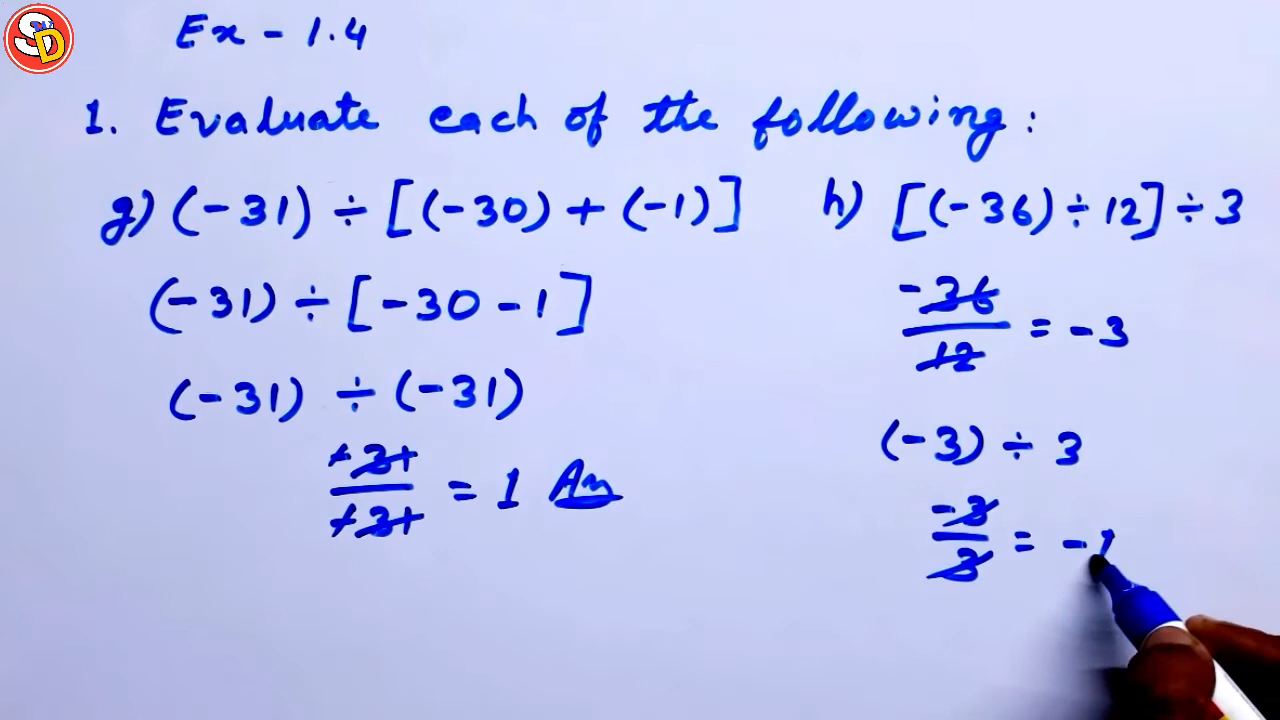 SD
Ex - 1.4
1. Evaluate each of the following:
g) (-31) ÷ [(-30) + (-1)]
(-31) ÷ [-30 - 1]
(-31) ÷ (-31)
-31/-31 = 1 Ans
h) [(-36) ÷ 12] ÷ 3
-36/12 = -3
(-3) ÷ 3
-3/3 = -1